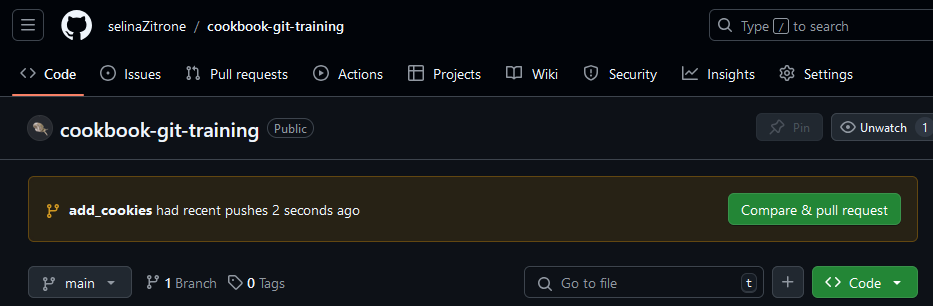 selinaZitrone / cookbook-git-training Type / to search
Code Issues Pull requests Actions Projects Wiki Security Insights Settings
cookbook-git-training Public Pin Unwatch 1
add_cookies had recent pushes 2 seconds ago Compare & pull request
main 1 Branch 0 Tags Go to file t + Code